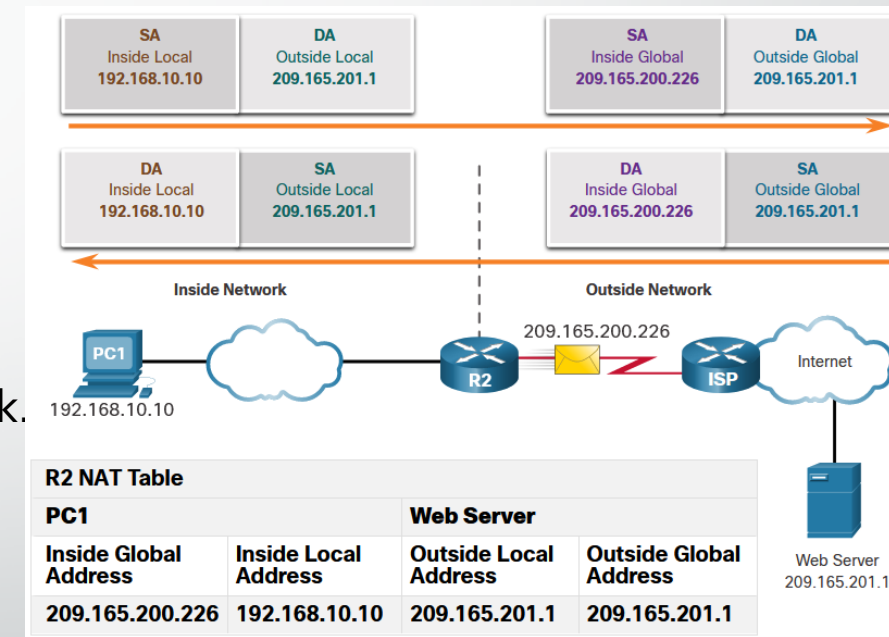 SA
Inside Local
192.168.10.10
DA
Outside Local
209.165.201.1
SA
Inside Global
209.165.200.226
DA
Outside Global
209.165.201.1
DA
Inside Local
192.168.10.10
SA
Outside Local
209.165.201.1
DA
Inside Global
209.165.200.226
SA
Outside Global
209.165.201.1
Inside Network
Outside Network
209.165.200.226
PC1
R2
ISP
Internet
k.
192.168.10.10
R2 NAT Table
PC1 Web Server
Inside Global Address
Inside Local Address
Outside Local Address
Outside Global Address
209.165.200.226 192.168.10.10 209.165.201.1 209.165.201.1
Web Server
209.165.201.1